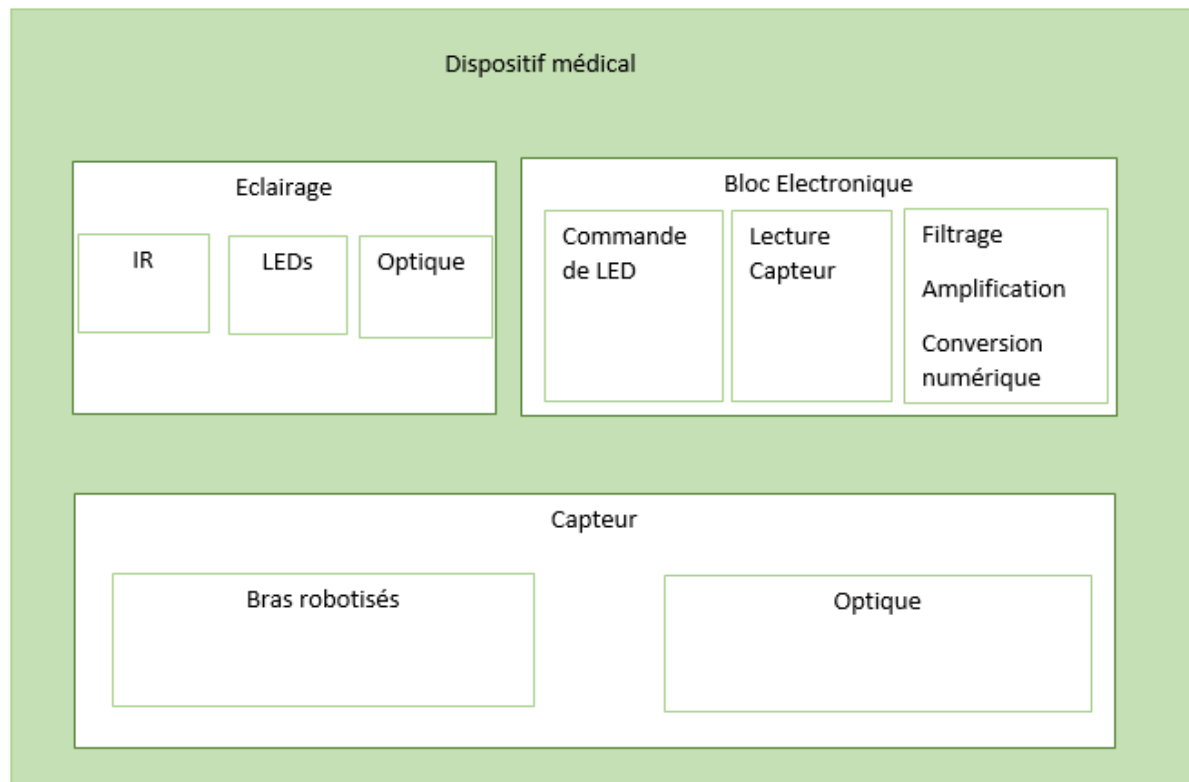 Dispositif médical
Eclairage
IR
LEDs
Optique
Bloc Electronique
Commande
de LED
Lecture
Capteur
Filtrage
Amplification
Conversion
numérique
Capteur
Bras robotisés
Optique